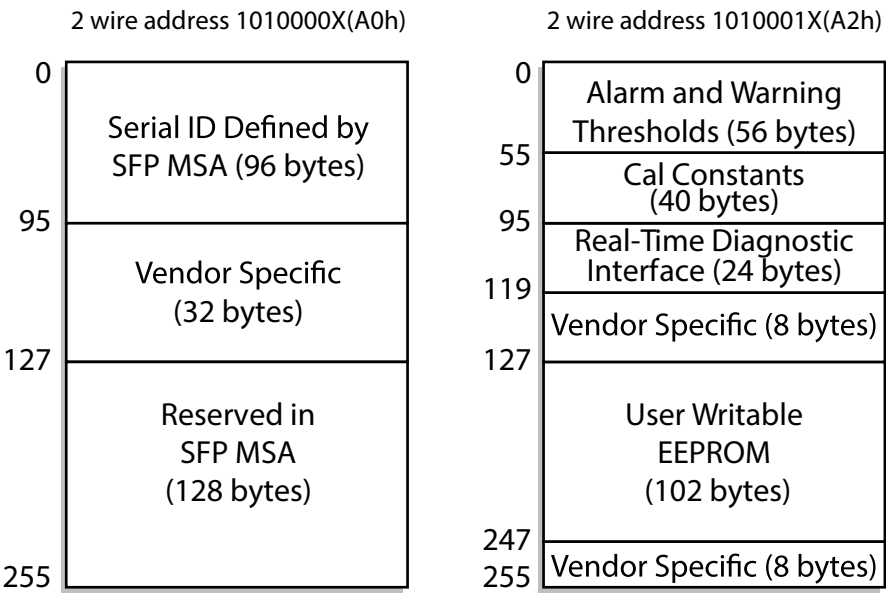 2 wire address 1010000X(A0h)
0
Serial ID Defined by
SFP MSA (96 bytes)
95
Vendor Specific
(32 bytes)
127
Reserved in
SFP MSA
(128 bytes)
255
2 wire address 1010001X(A2h)
0
Alarm and Warning
Thresholds (56 bytes)
55
Cal Constants
(40 bytes)
95
Real-Time Diagnostic
Interface (24 bytes)
119
Vendor Specific (8 bytes)
127
User Writable
EEPROM
(102 bytes)
247
Vendor Specific (8 bytes)
255